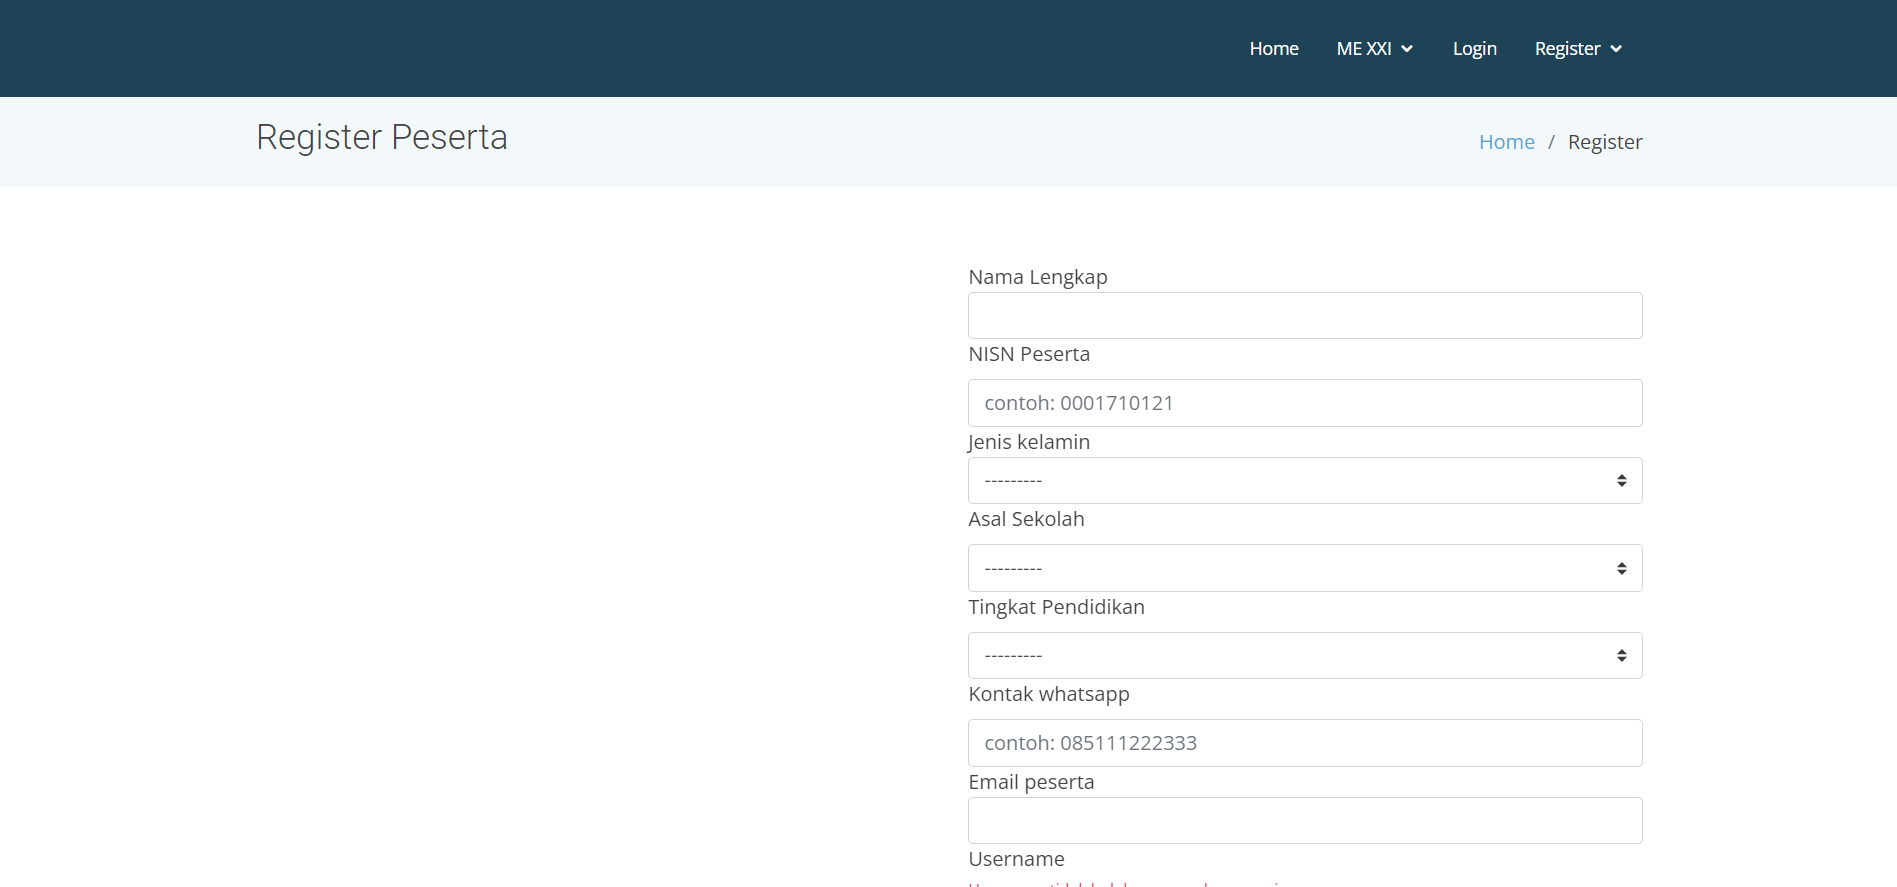 Home ME XXI Login Register
Register Peserta
Home / Register
Nama Lengkap
NISN Peserta
contoh: 0001710121
Jenis kelamin
---------
Asal Sekolah
---------
Tingkat Pendidikan
---------
Kontak whatsapp
contoh: 085111222333
Email peserta
Username